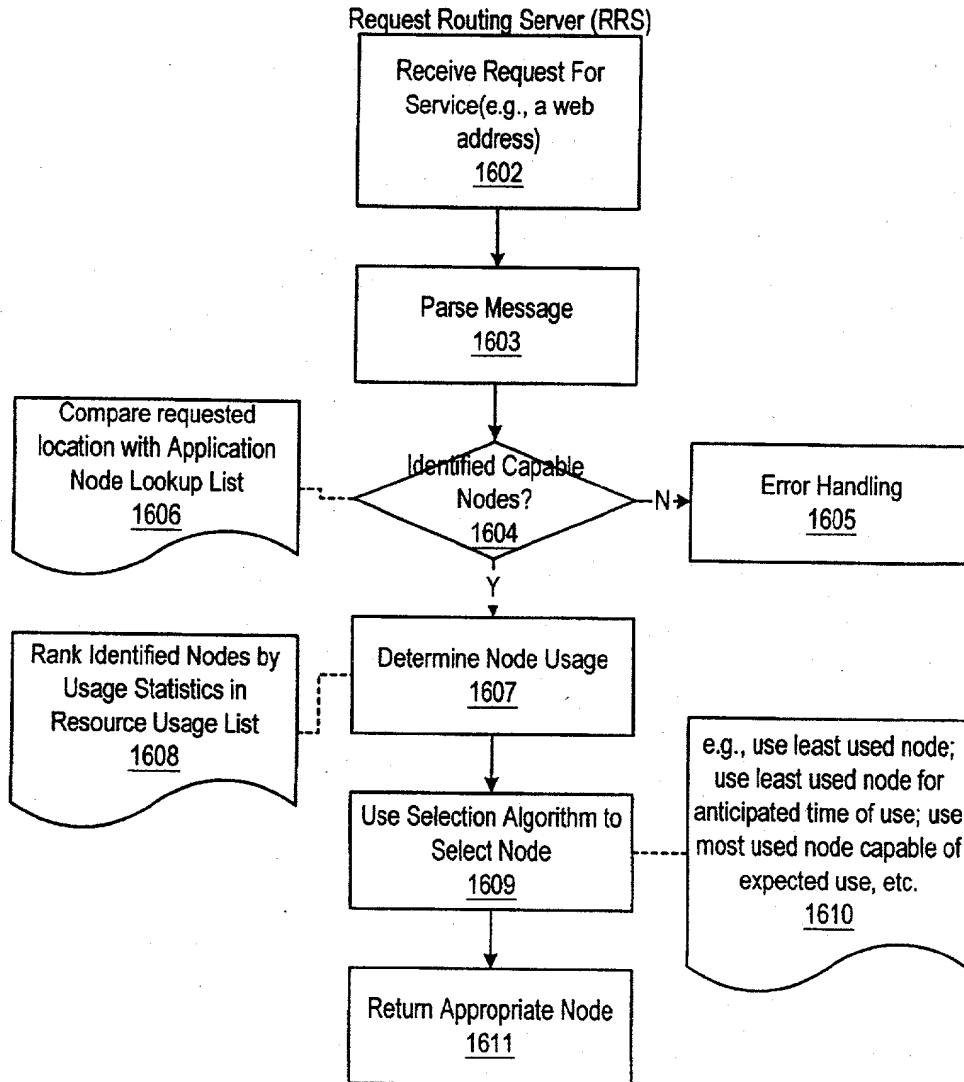 Request Routing Server (RRS)
Receive Request For
Service(e.g., a web
address)
1602
Parse Message
1603
Compare requested
location with Application
Node Lookup List
1606
Identified Capable
Nodes?
1604
N
Error Handling
1605
Y
Rank Identified Nodes by
Usage Statistics in
Resource Usage List
1608
Determine Node Usage
1607
Use Selection Algorithm to
Select Node
1609
e.g., use least used node;
use least used node for
anticipated time of use; use
most used node capable of
expected use, etc.
1610
Return Appropriate Node
1611